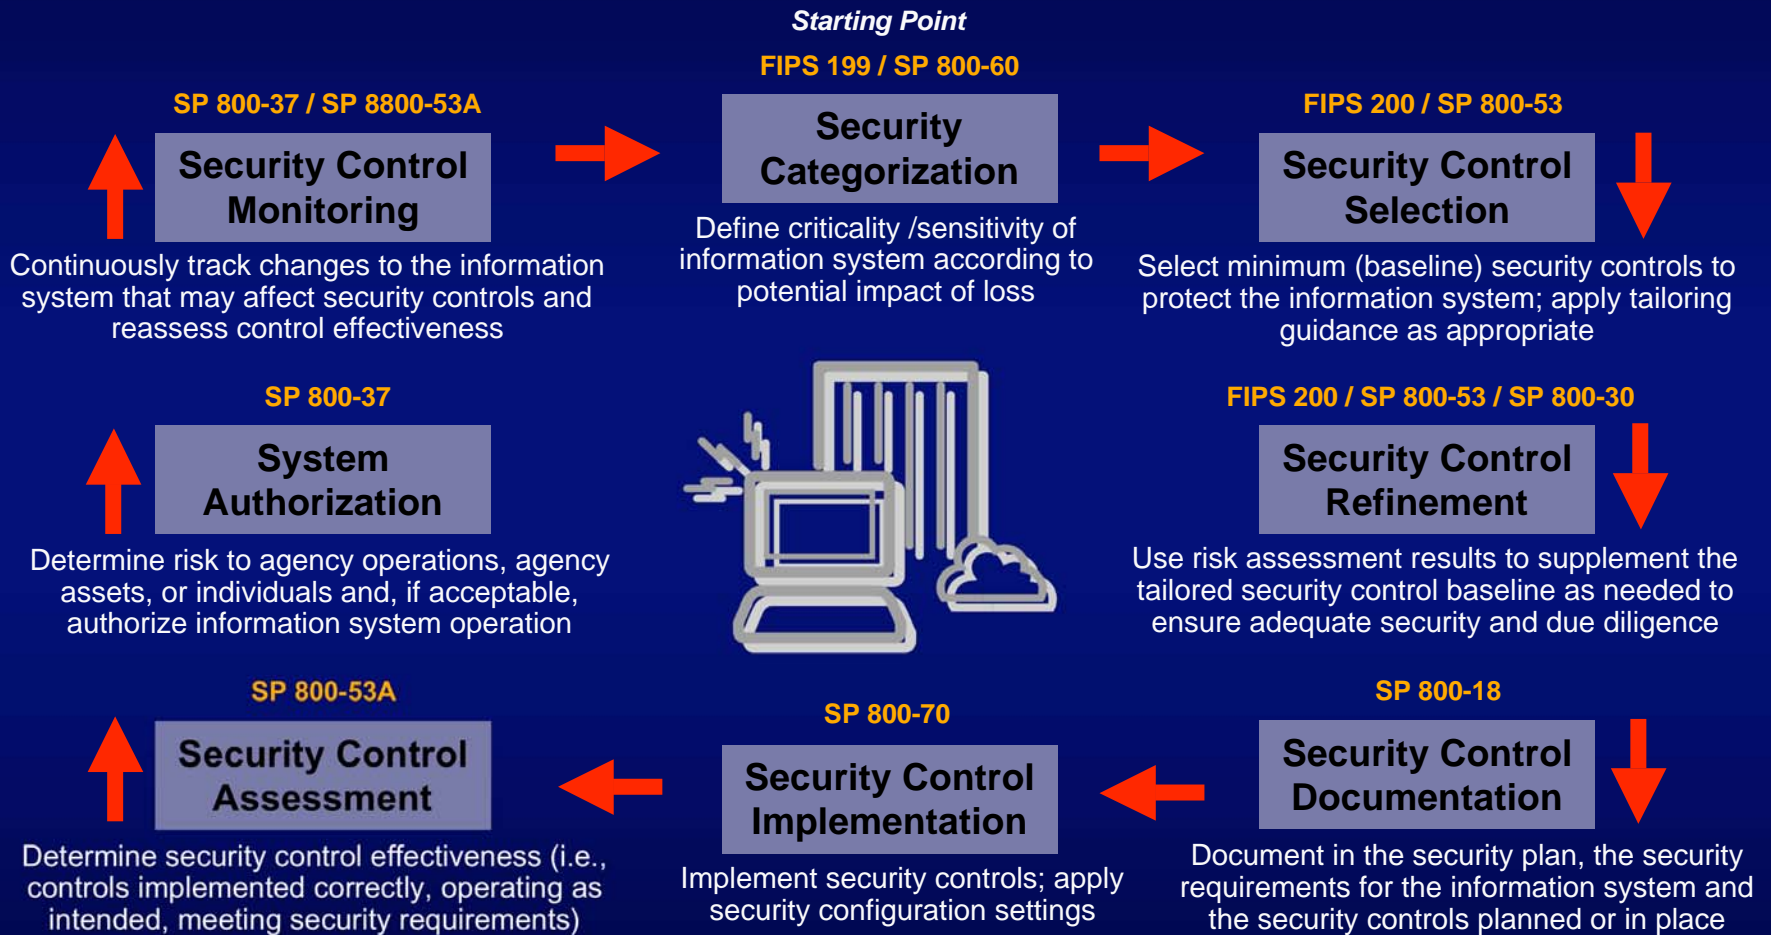 Starting Point
FIPS 199 / SP 800-60
Security
Categorization
Define criticality /sensitivity of
information system according to
potential impact of loss
FIPS 200 / SP 800-53
Security Control
Selection
Select minimum (baseline) security controls to
protect the information system; apply tailoring
guidance as appropriate
FIPS 200 / SP 800-53 / SP 800-30
Security Control
Refinement
Use risk assessment results to supplement the
tailored security control baseline as needed to
ensure adequate security and due diligence
SP 800-18
Security Control
Documentation
Document in the security plan, the security
requirements for the information system and
the security controls planned or in place
SP 800-70
Security Control
Implementation
Implement security controls; apply
security configuration settings
SP 800-53A
Security Control
Assessment
Determine security control effectiveness (i.e.,
controls implemented correctly, operating as
intended, meeting security requirements)
SP 800-37
System
Authorization
Determine risk to agency operations, agency
assets, or individuals and, if acceptable,
authorize information system operation
SP 800-37 / SP 8800-53A
Security Control
Monitoring
Continuously track changes to the information
system that may affect security controls and
reassess control effectiveness